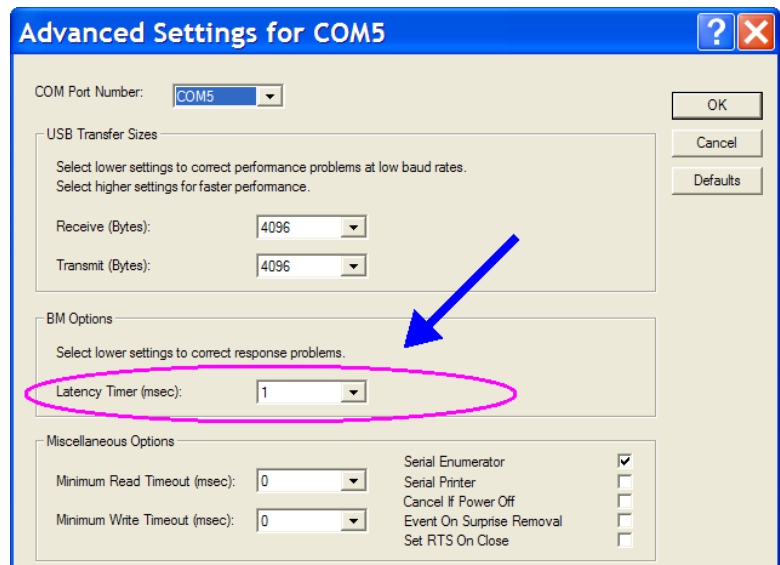 Advanced Settings for COM5
?
COM Port Number: COM5
OK
USB Transfer Sizes
Cancel
Select lower settings to correct performance problems at low baud rates.
Select higher settings for faster performance.
Defaults
Receive (Bytes): 4096
Transmit (Bytes): 4096
BM Options
Select lower settings to correct response problems.
Latency Timer (msec): 1
Miscellaneous Options
Minimum Read Timeout (msec): 0
Minimum Write Timeout (msec): 0
Serial Enumerator
Serial Printer
Cancel If Power Off
Event On Surprise Removal
Set RTS On Close